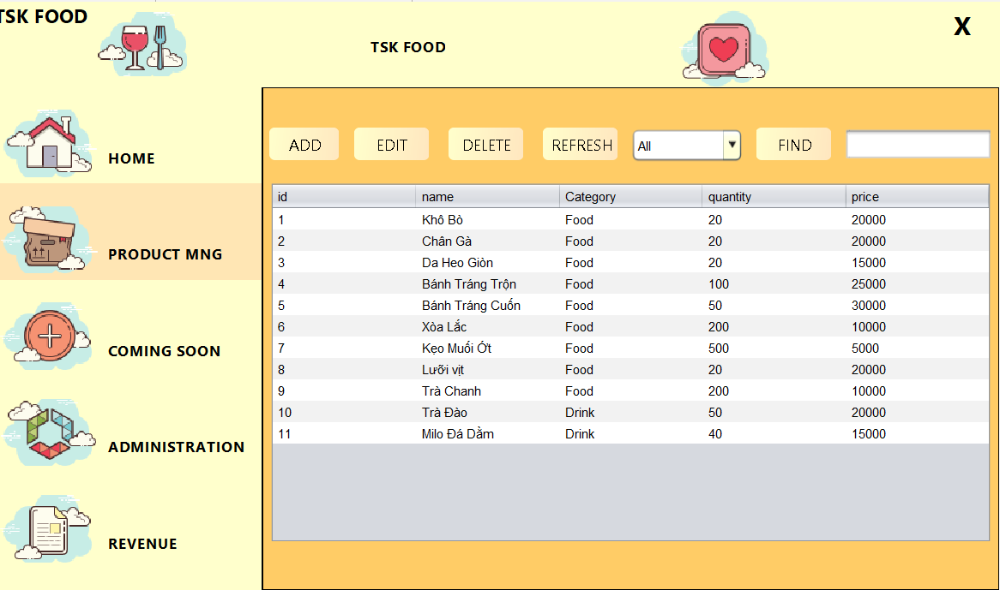 TSK FOOD
TSK FOOD
X
HOME
PRODUCT MNG
COMING SOON
ADMINISTRATION
REVENUE
ADD EDIT DELETE REFRESH All FIND
id name Category quantity price
1 Khô Bò Food 20 20000
2 Chân Gà Food 20 20000
3 Da Heo Giòn Food 20 15000
4 Bánh Tráng Trộn Food 100 25000
5 Bánh Tráng Cuốn Food 50 30000
6 Xòa Lắc Food 200 10000
7 Kẹo Muối Ớt Food 500 5000
8 Lưỡi vịt Food 20 20000
9 Trà Chanh Food 200 10000
10 Trà Đào Drink 50 20000
11 Milo Đá Dằm Drink 40 15000